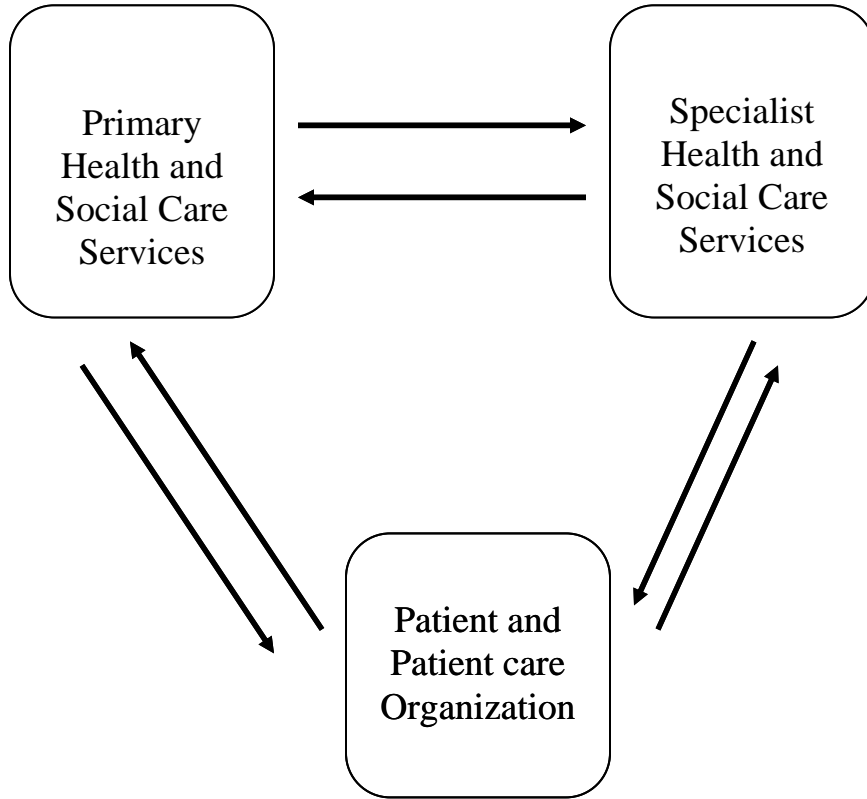 Primary
Health and
Social Care
Services
Specialist
Health and
Social Care
Services
Patient and
Patient care
Organization